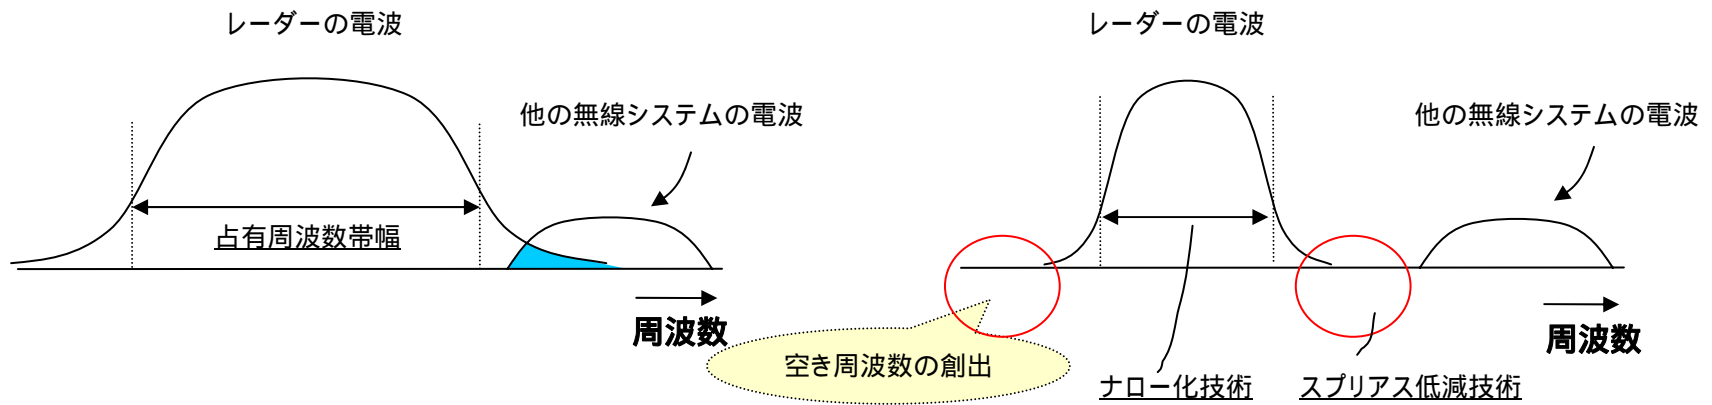 レーダーの電波
他の無線システムの電波
占有周波数帯幅
周波数
レーダーの電波
他の無線システムの電波
周波数
空き周波数の創出
ナロー化技術
スプリアス低減技術